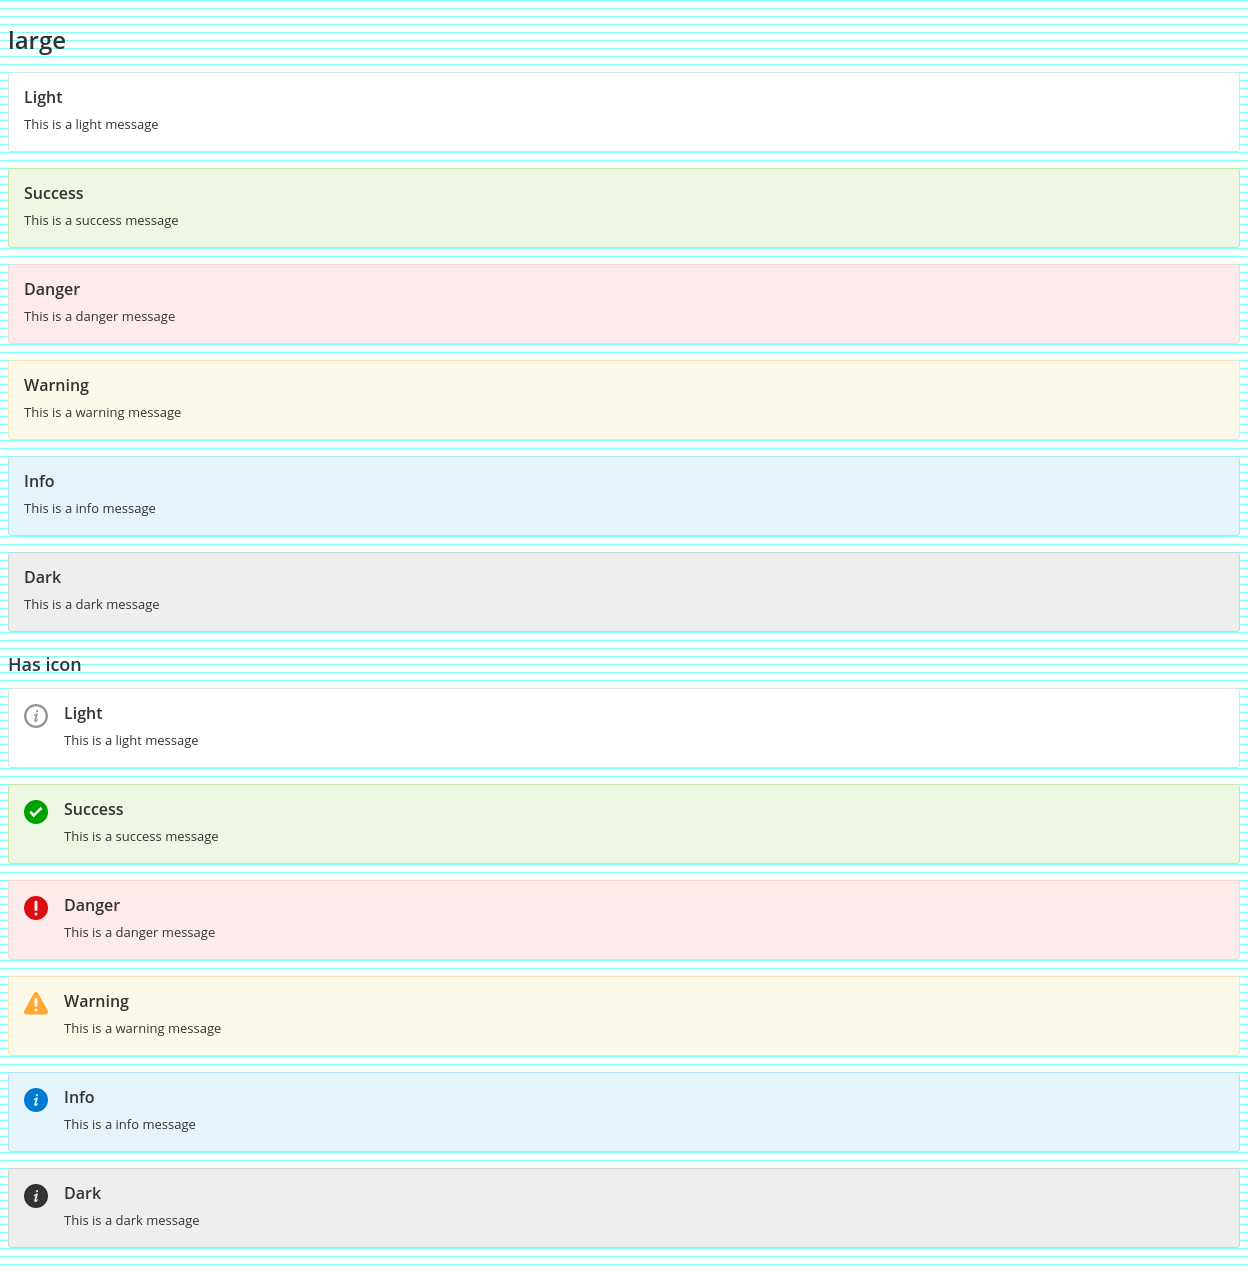 large
Light
This is a light message
Success
This is a success message
Danger
This is a danger message
Warning
This is a warning message
Info
This is a info message
Dark
This is a dark message
Has icon
Light
This is a light message
Success
This is a success message
Danger
This is a danger message
Warning
This is a warning message
Info
This is a info message
Dark
This is a dark message